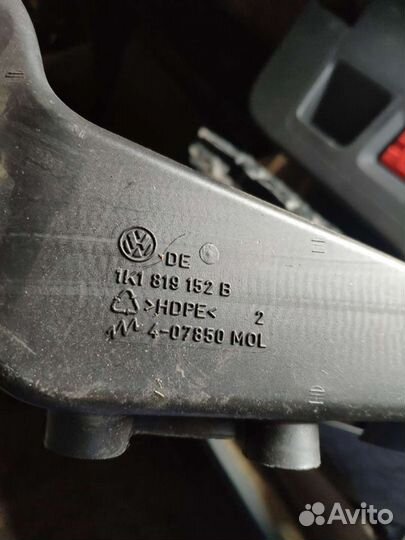 DE
1K1 819 152 B
>HDPE< 2
4-07850 MOL
Avito